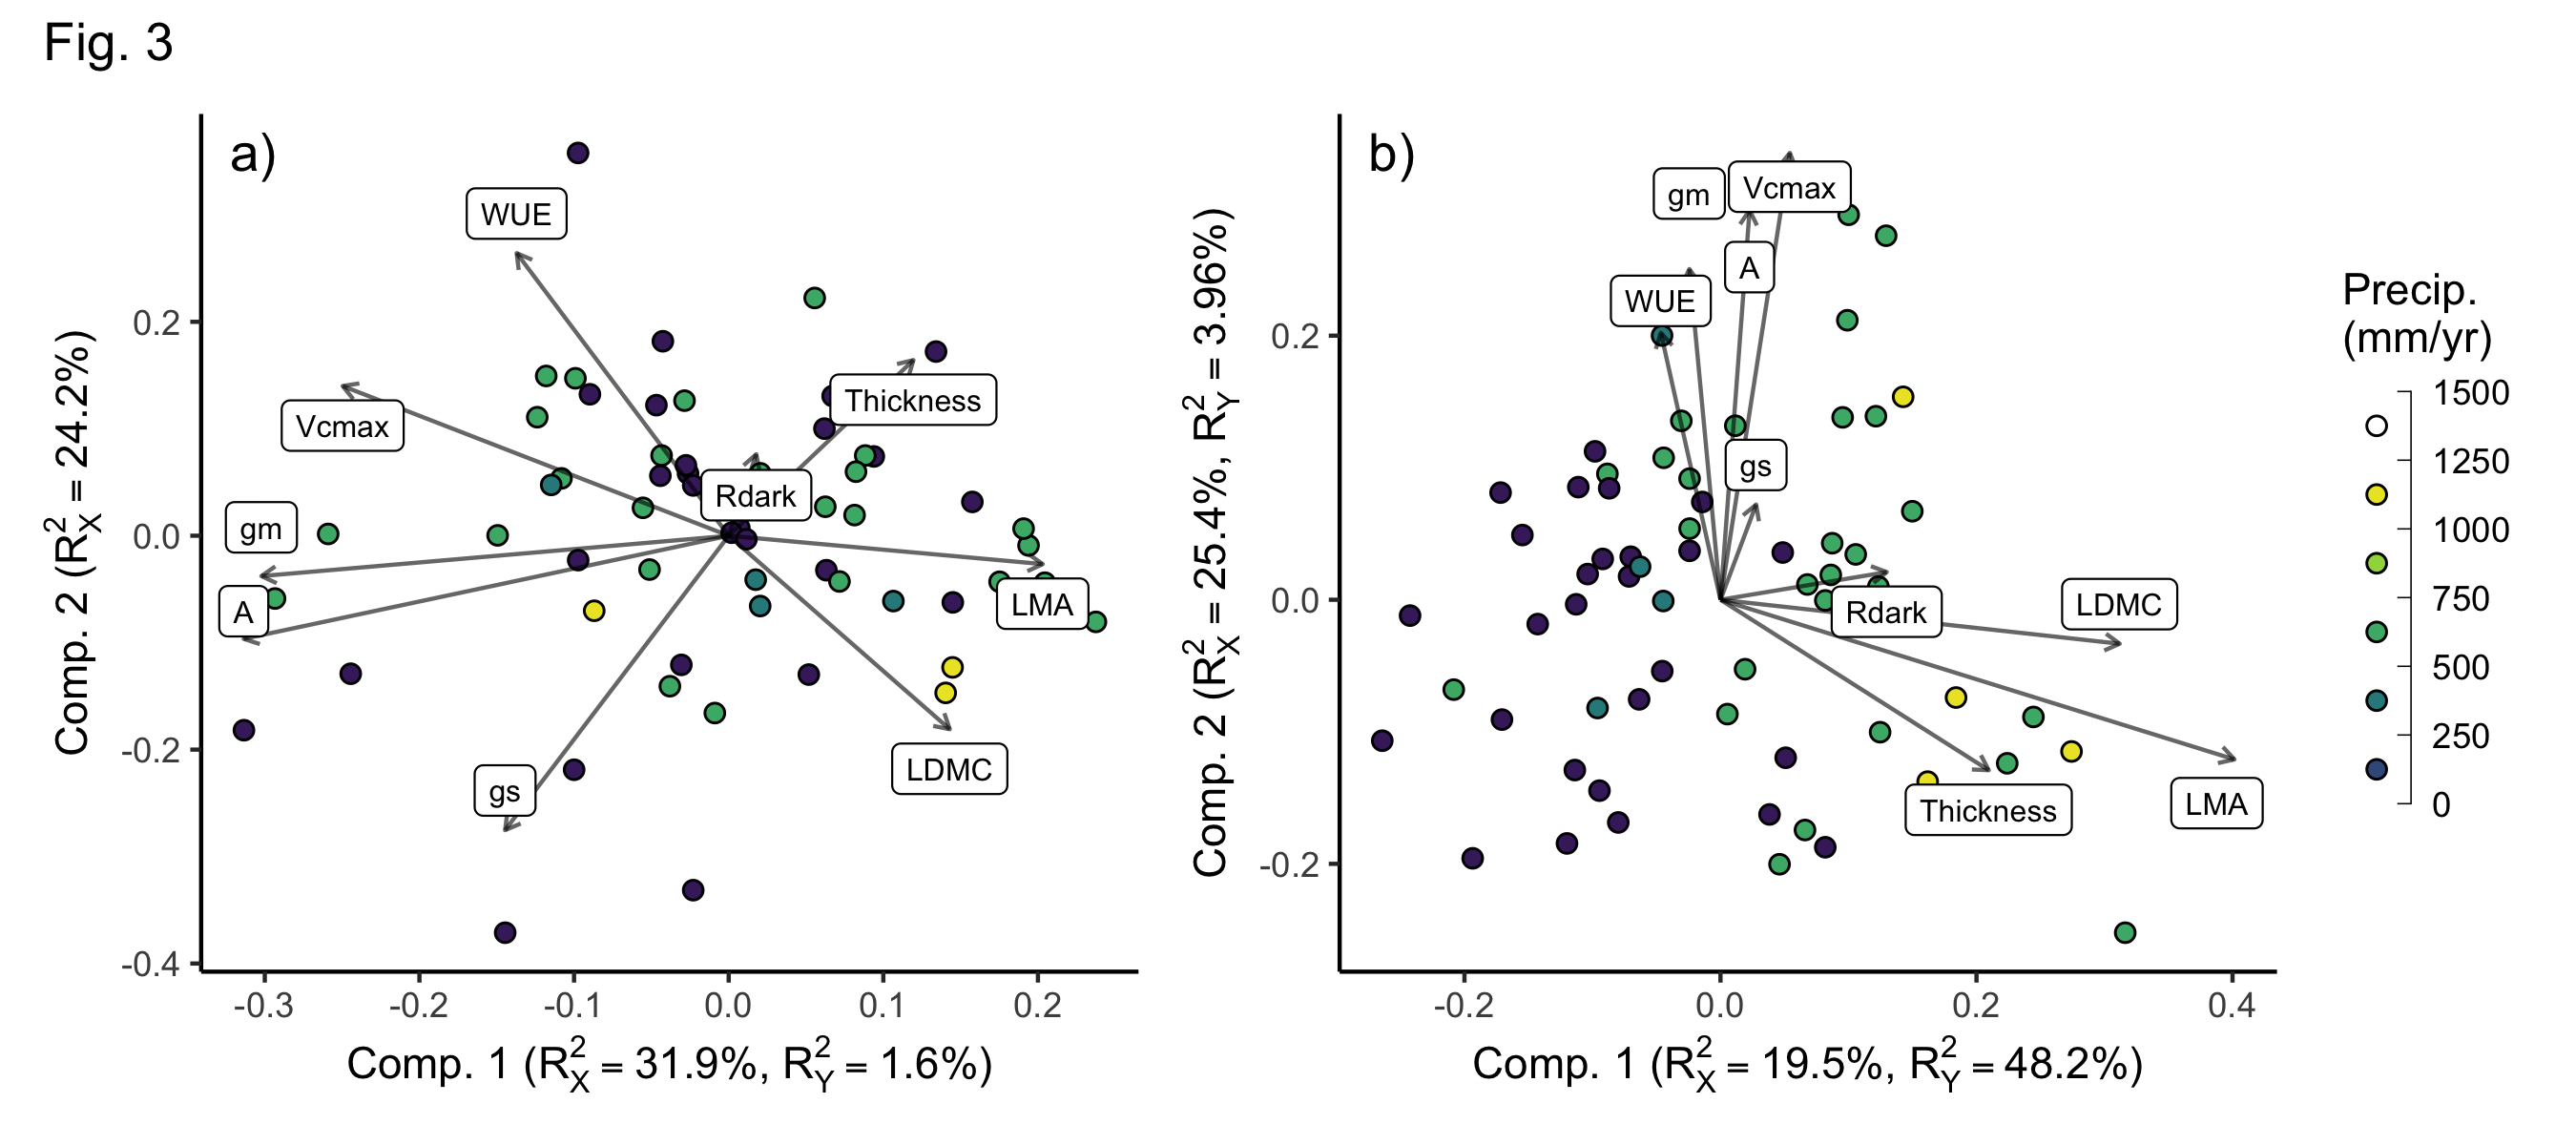 Fig. 3
a)
WUE
Vcmax
Thickness
Rdark
gm
A
LMA
LDMC
gs
0.2
0.0
-0.2
-0.4
-0.3
-0.2
-0.1
0.0
0.1
0.2
Comp. 2 (R²X = 24.2%)
Comp. 1 (R²X = 31.9%, R²Y = 1.6%)
b)
gm
Vcmax
A
WUE
gs
Rdark
LDMC
Thickness
LMA
0.2
0.0
-0.2
-0.2
0.0
0.2
0.4
Comp. 2 (R²X = 25.4%, R²Y = 3.96%)
Comp. 1 (R²X = 19.5%, R²Y = 48.2%)
Precip.
(mm/yr)
1500
1250
1000
750
500
250
0